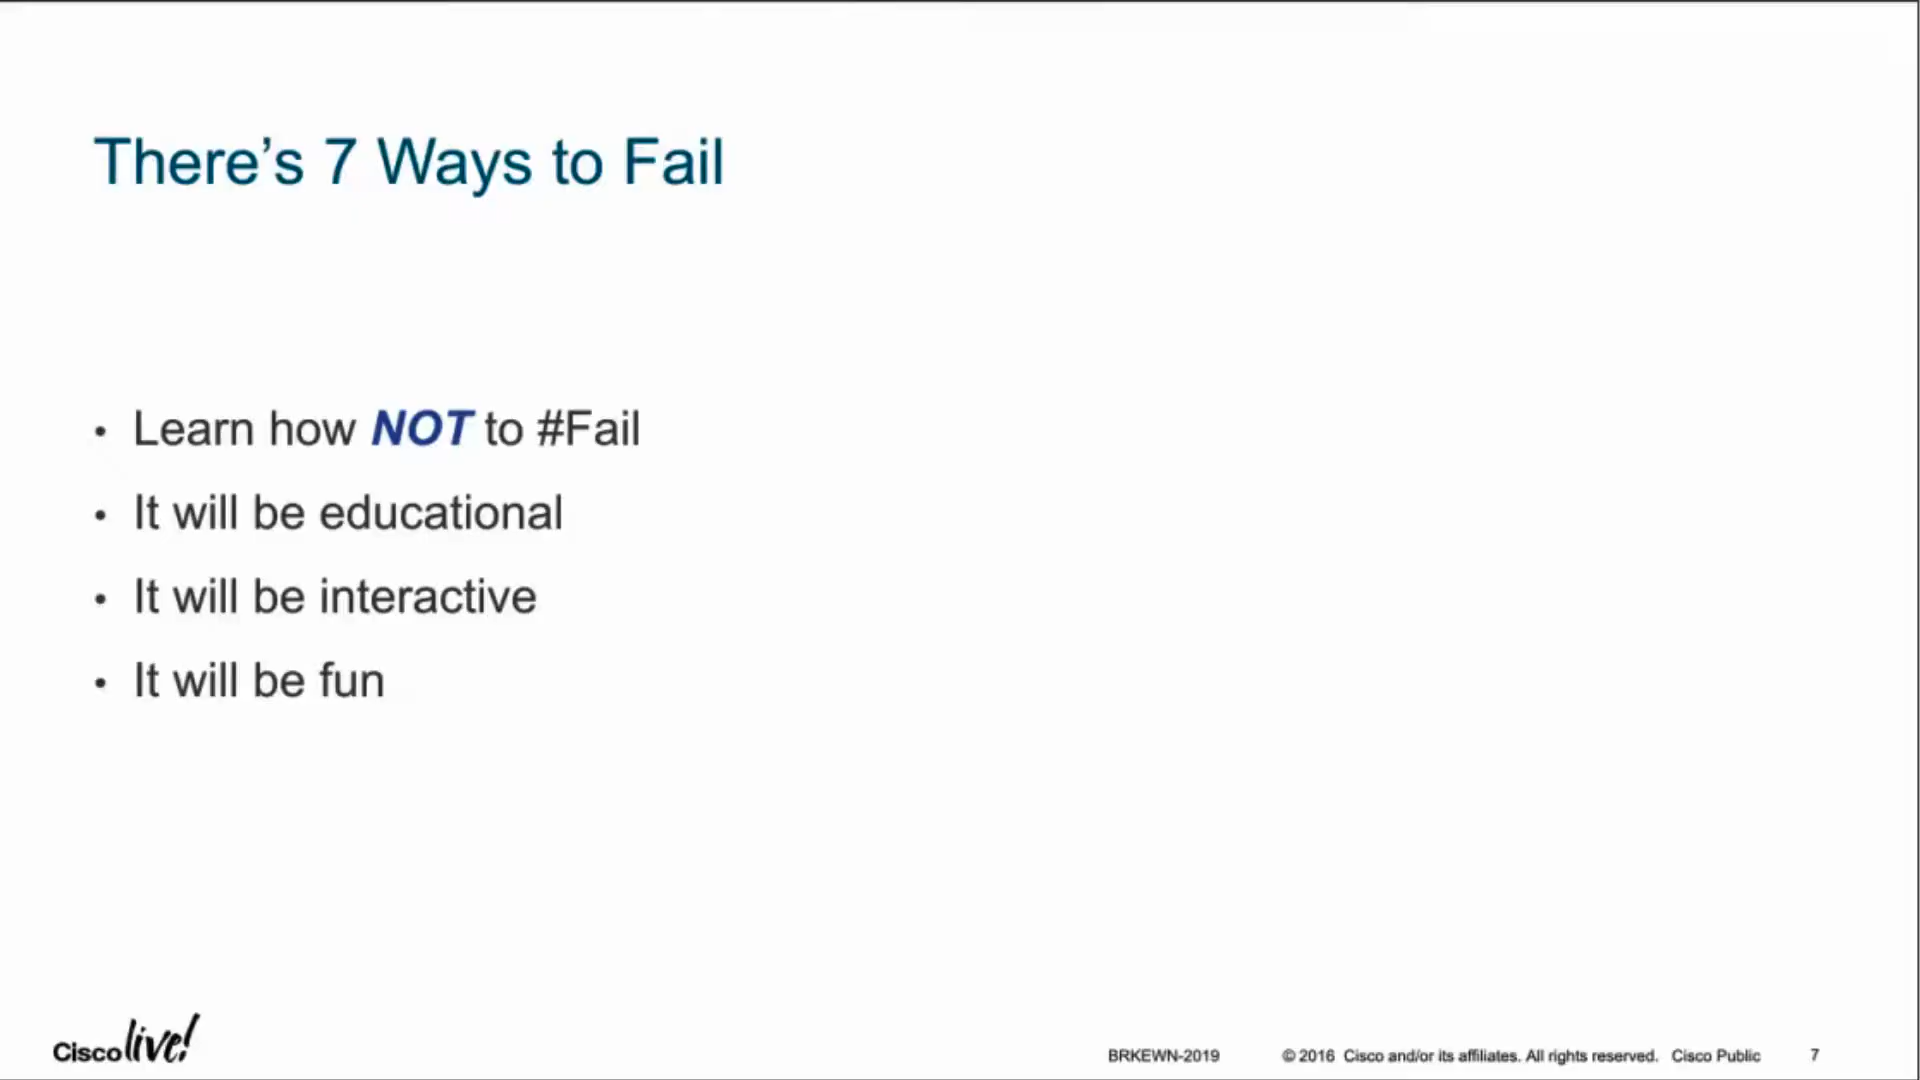 There’s 7 Ways to Fail
• Learn how NOT to #Fail
• It will be educational
• It will be interactive
• It will be fun
Cisco live!
BRKEWN-2019 © 2016 Cisco and/or its affiliates. All rights reserved. Cisco Public 7